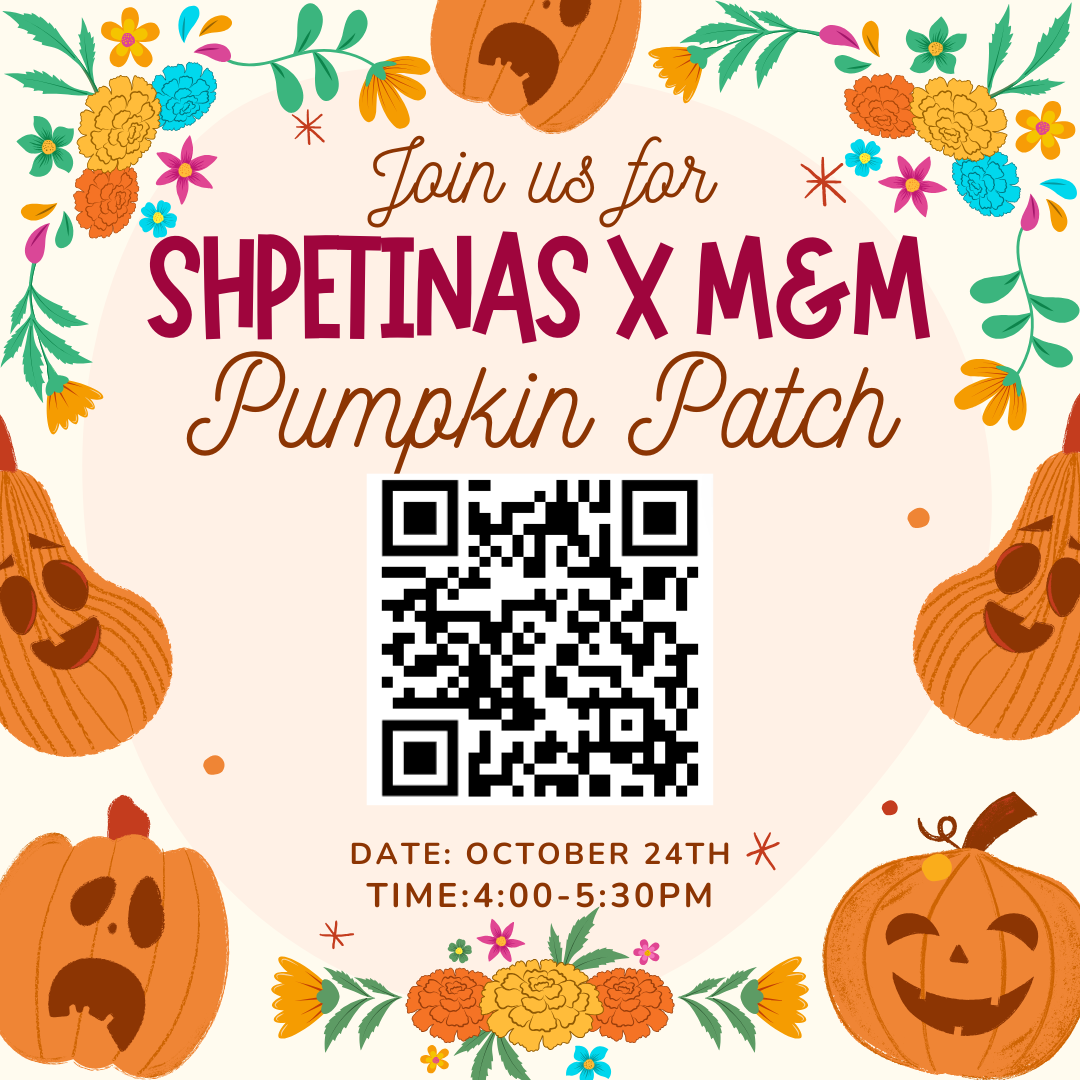 Join us for
SHPETINAS X M&M
Pumpkin Patch
DATE: OCTOBER 24TH
TIME:4:00-5:30PM